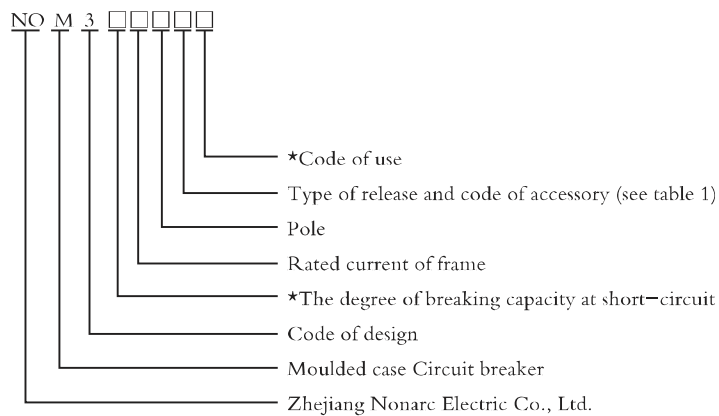 NO M 3 □□□□□
★Code of use
Type of release and code of accessory (see table 1)
Pole
Rated current of frame
★The degree of breaking capacity at short-circuit
Code of design
Moulded case Circuit breaker
Zhejiang Nonarc Electric Co., Ltd.